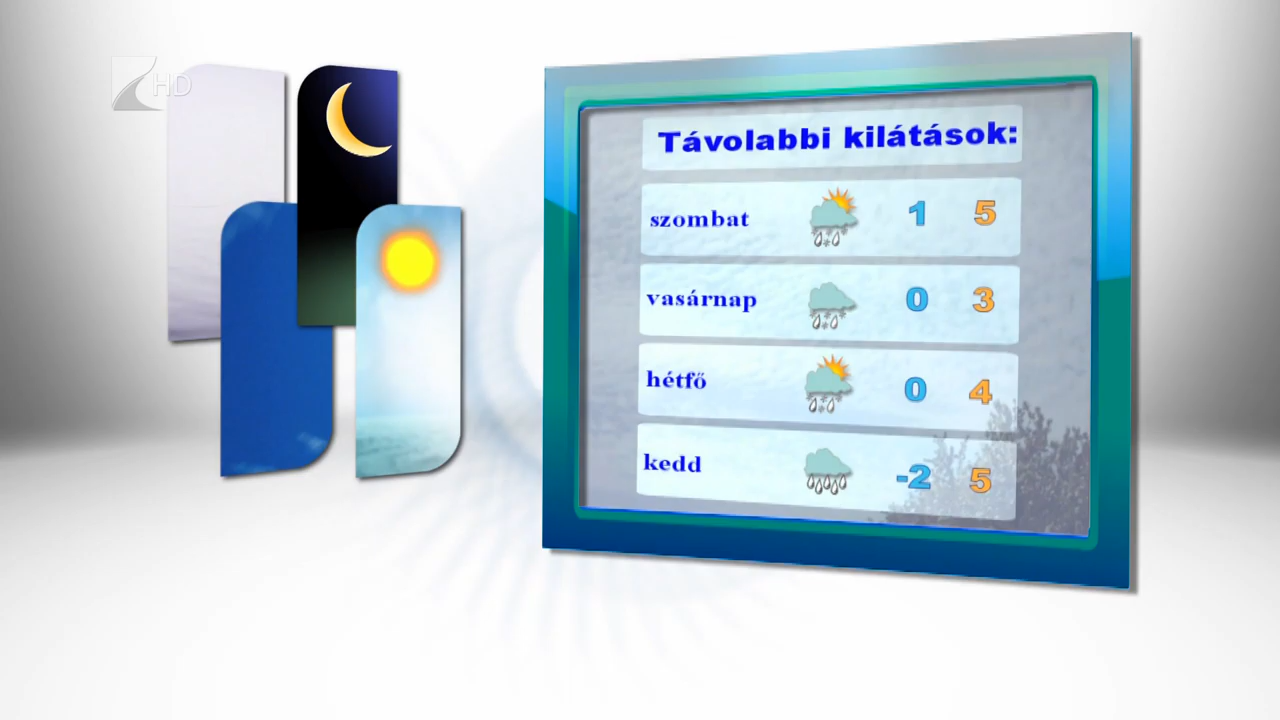 HD
Távolabbi kilátások:
szombat 1 5
vasárnap 0 3
hétfő 0 4
kedd -2 5